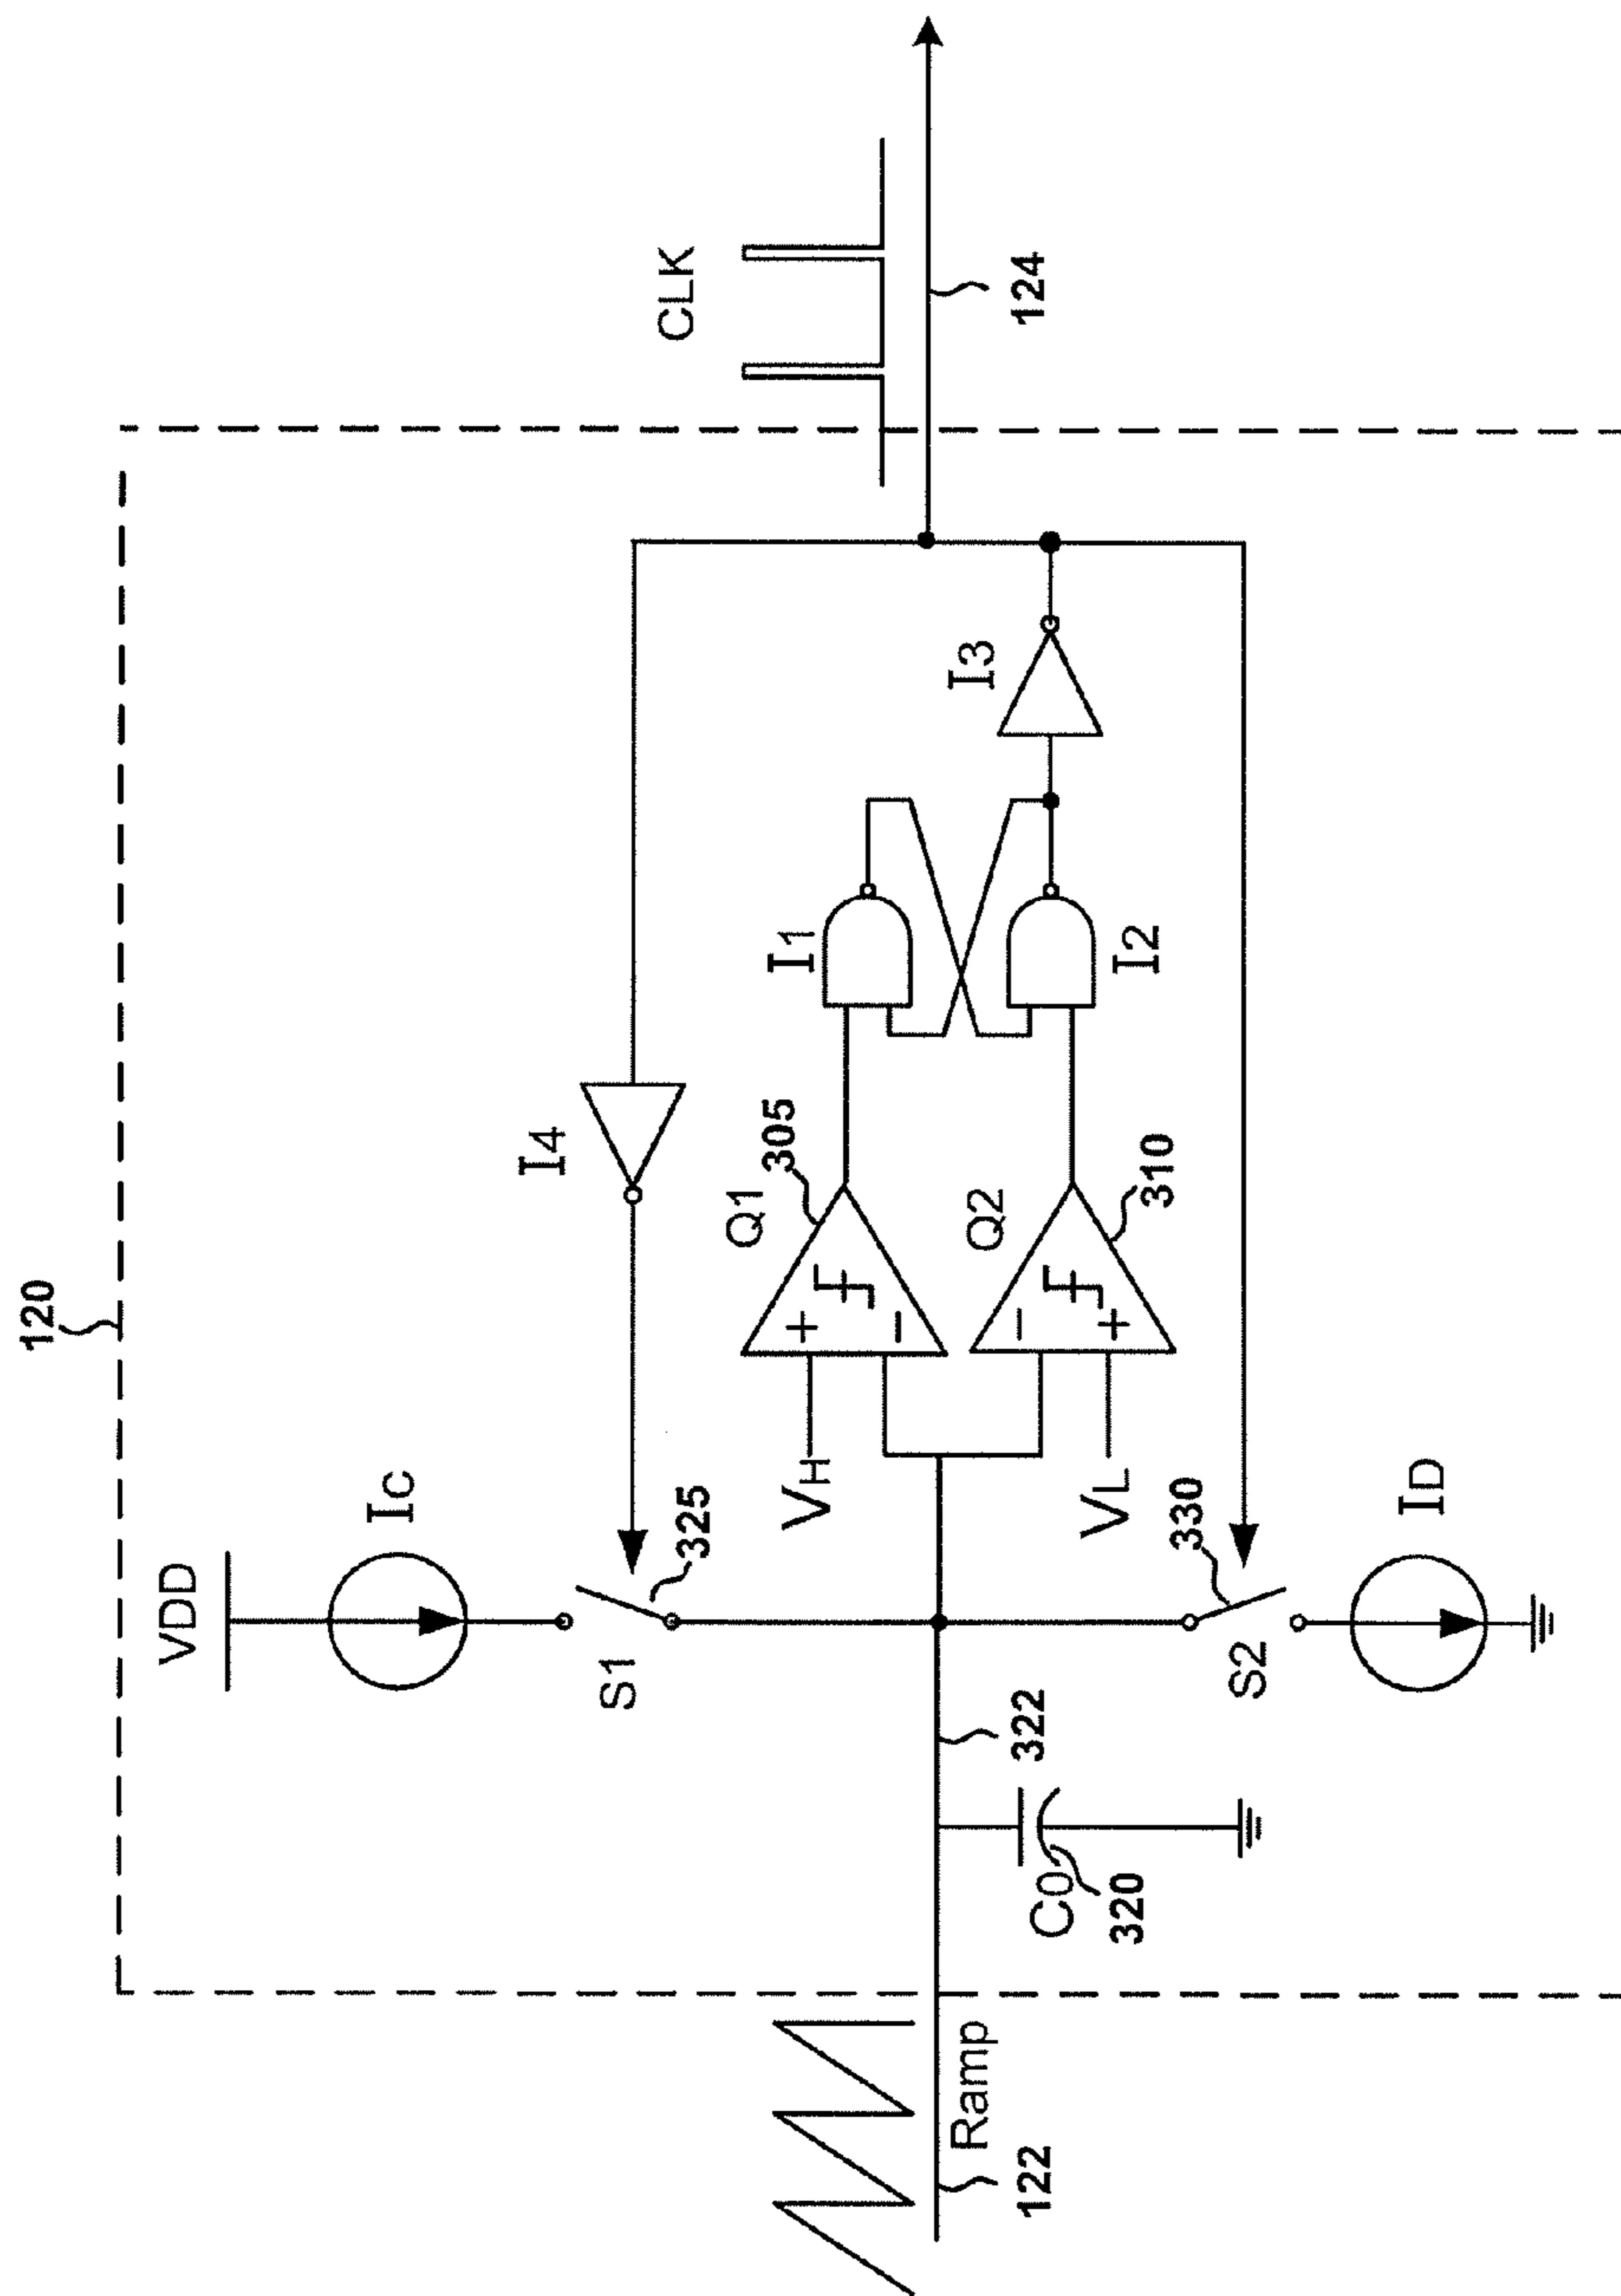 120
VDD
IC
I4
CLK
S1
325
Q1
305
I1
I3
VH
+
−
124
Ramp
122
322
Q2
310
I2
−
+
VL
C0
320
S2
330
ID